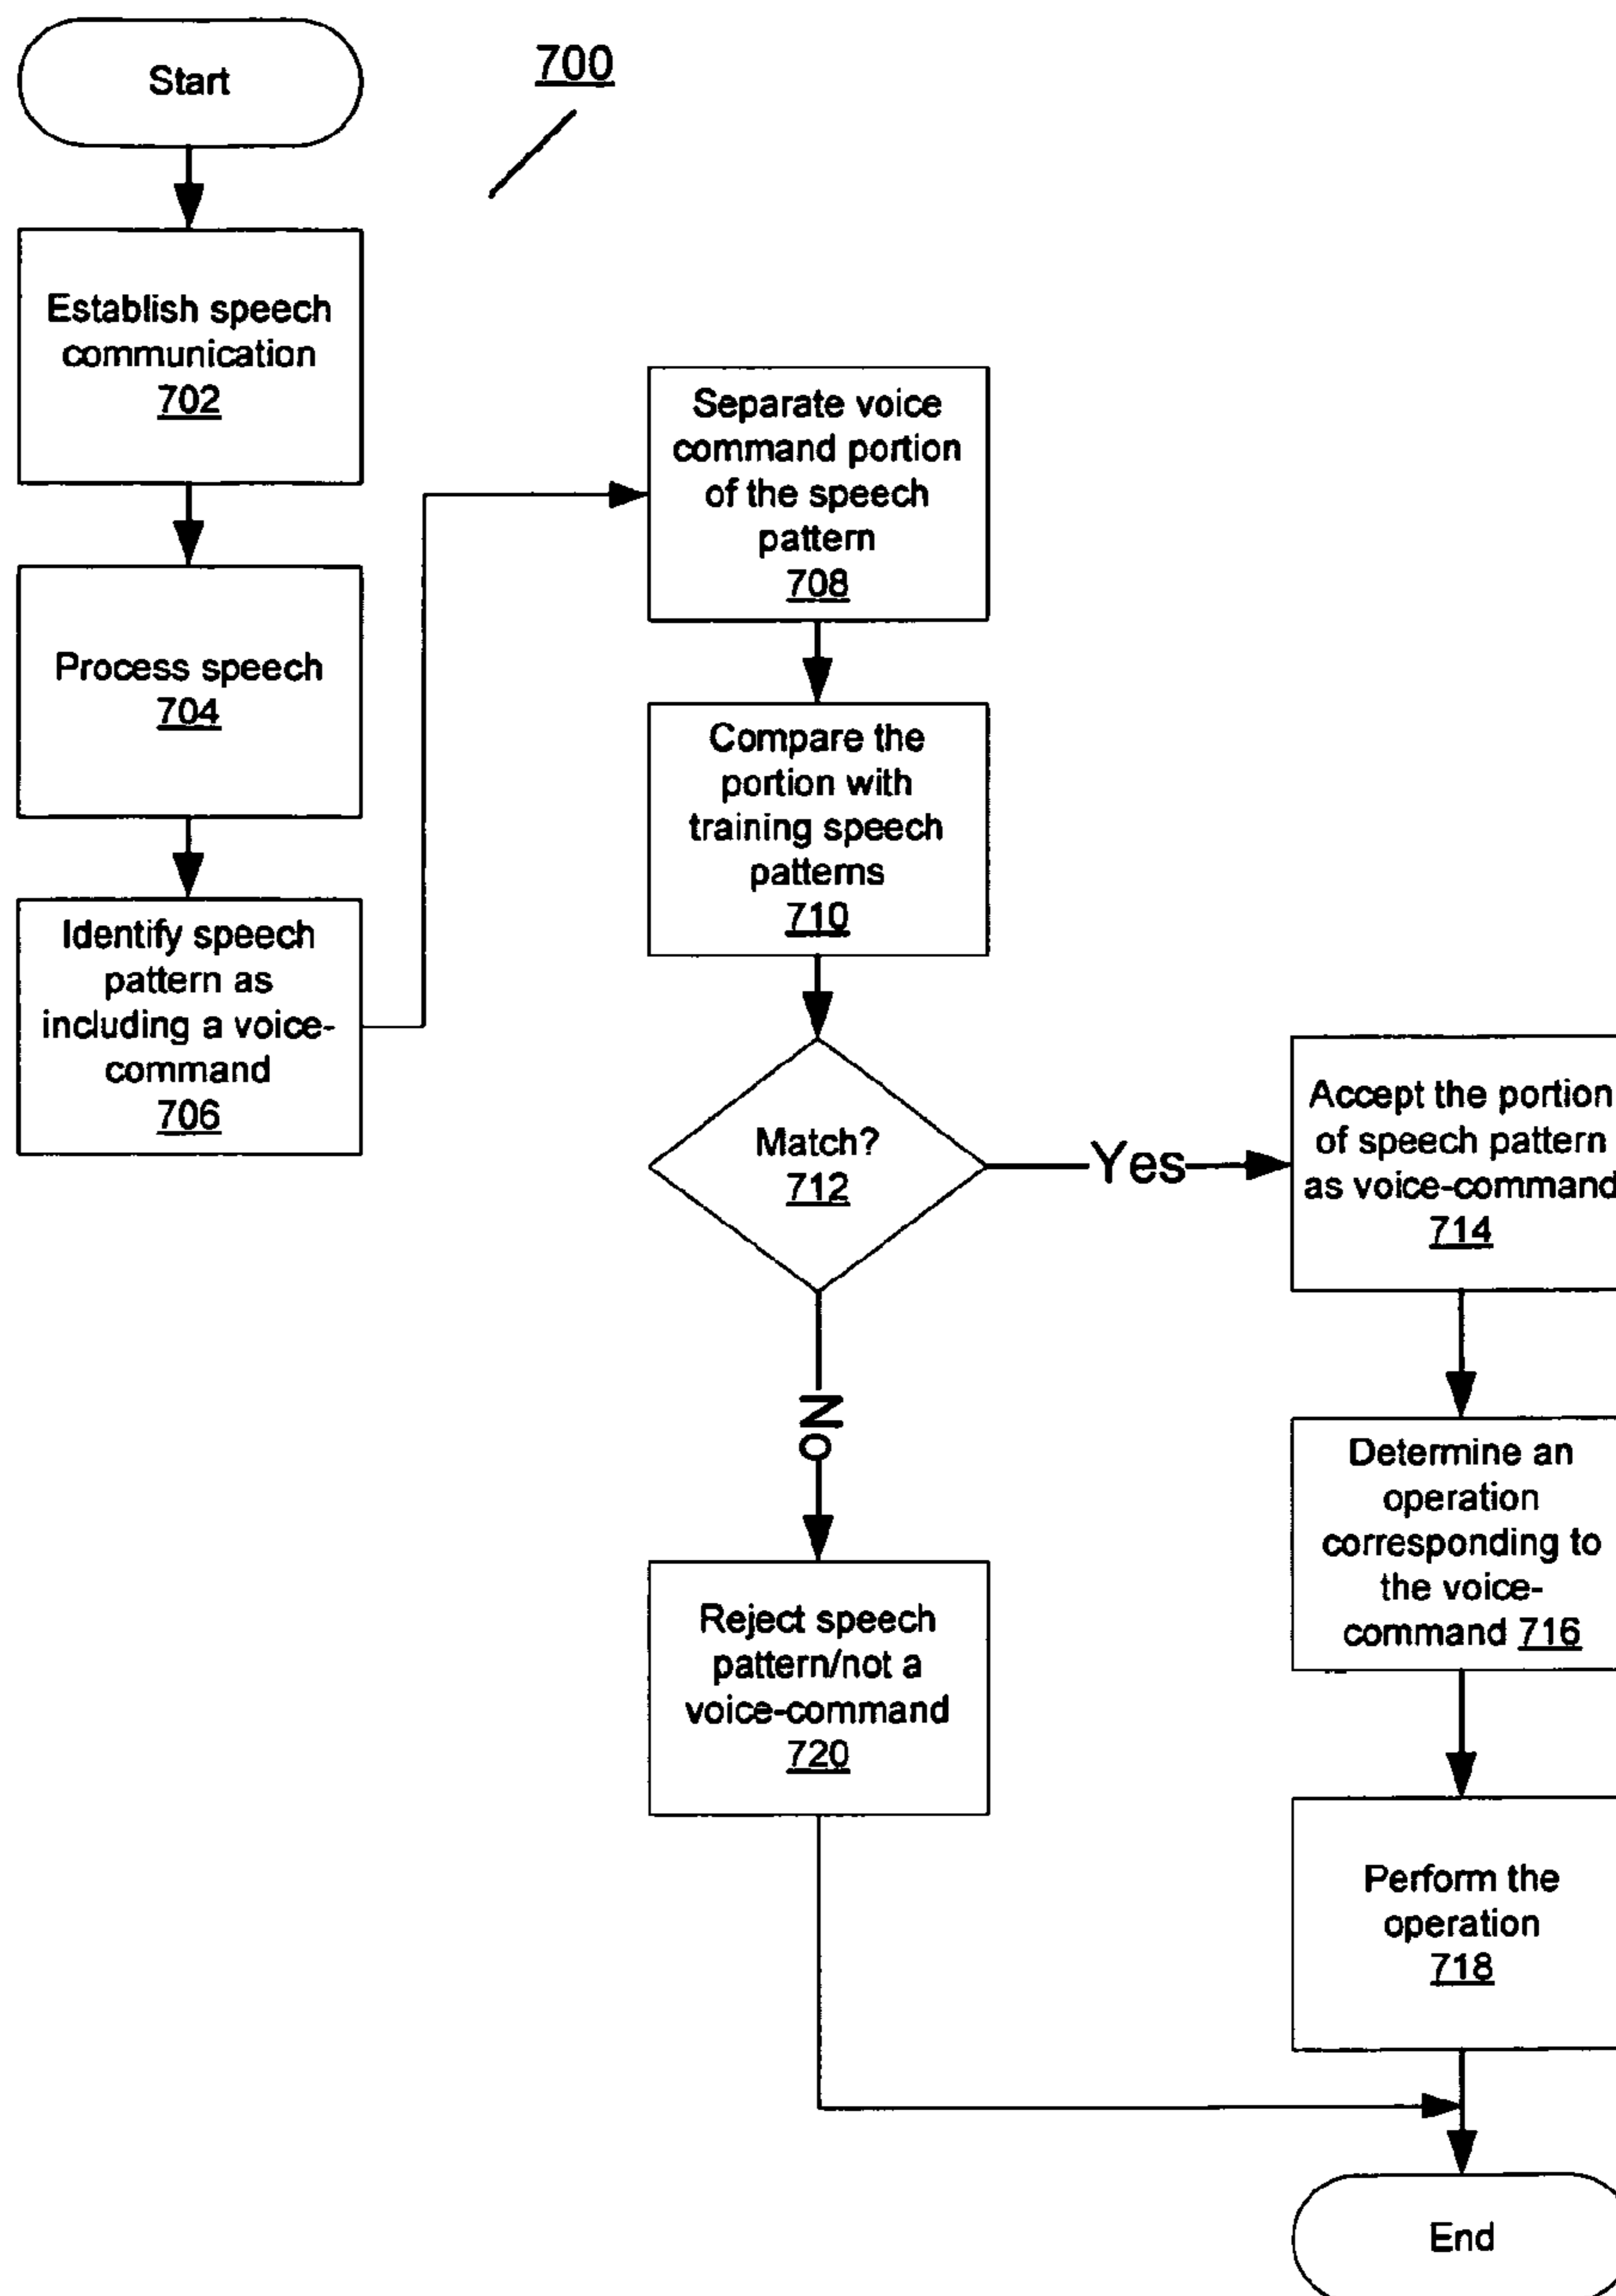 Start
700
Establish speech
communication
702
Process speech
704
Identify speech
pattern as
including a voice-
command
706
Separate voice
command portion
of the speech
pattern
708
Compare the
portion with
training speech
patterns
710
Match?
712
Yes
No
Accept the portion
of speech pattern
as voice-command
714
Determine an
operation
corresponding to
the voice-
command 716
Perform the
operation
718
Reject speech
pattern/not a
voice-command
720
End